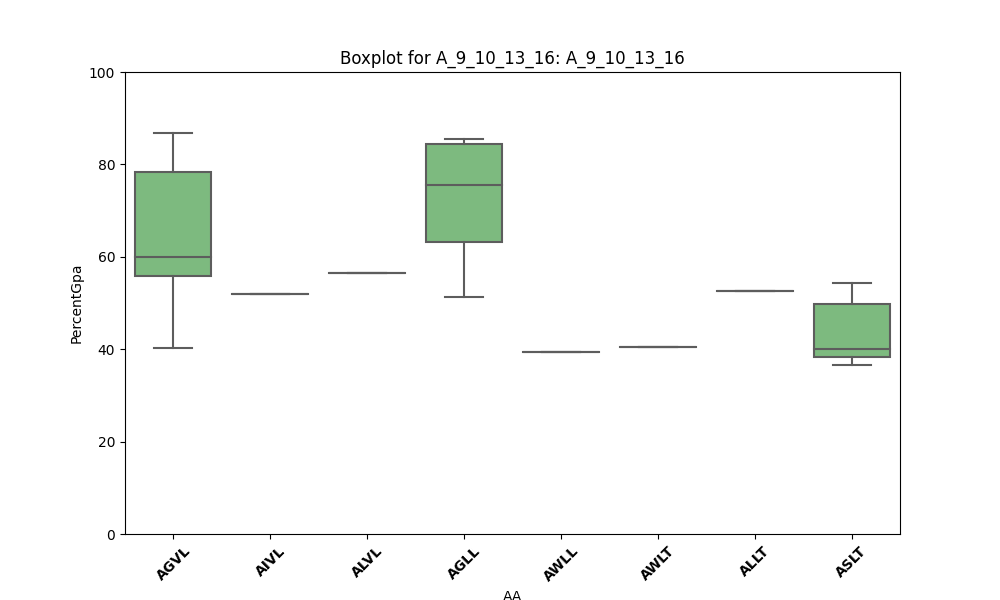 Boxplot for A_9_10_13_16: A_9_10_13_16
100
80
60
40
20
0
PercentGpa
AGVL
AIVL
ALVL
AGLL
AWLL
AWLT
ALLT
ASLT
AA